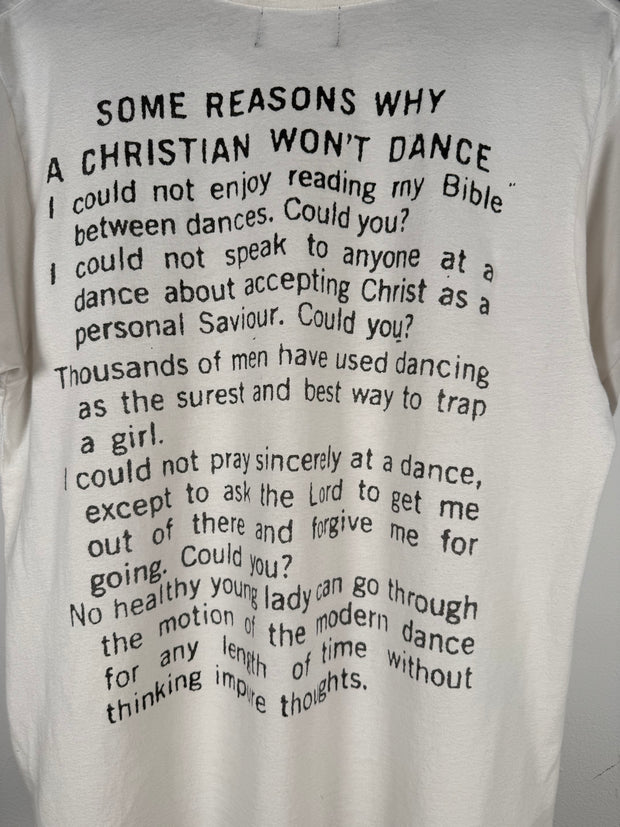 SOME REASONS WHY
A CHRISTIAN WON'T DANCE
I could not enjoy reading my Bible
between dances. Could you?
I could not speak to anyone at a
dance about accepting Christ as a
personal Saviour. Could you?
Thousands of men have used dancing
as the surest and best way to trap
a girl.
I could not pray sincerely at a dance,
except to ask the Lord to get me
out of there and forgive me for
going. Could you?
No healthy young lady can go through
the motion of the modern dance
for any length of time without
thinking impure thoughts.